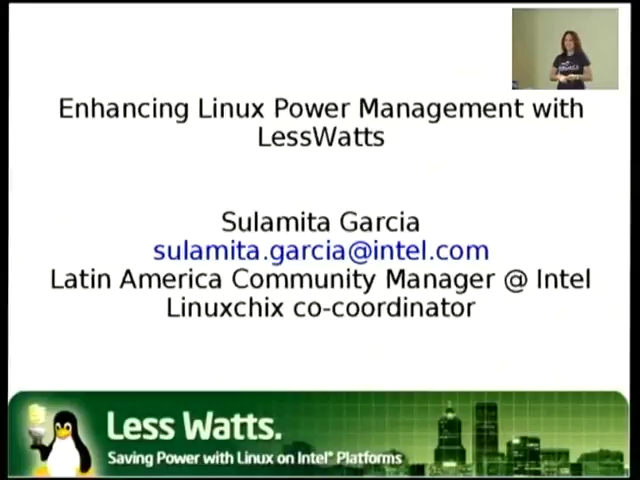 Enhancing Linux Power Management with
LessWatts
Sulamita Garcia
sulamita.garcia@intel.com
Latin America Community Manager @ Intel
Linuxchix co-coordinator
Less Watts.
Saving Power with Linux on Intel® Platforms